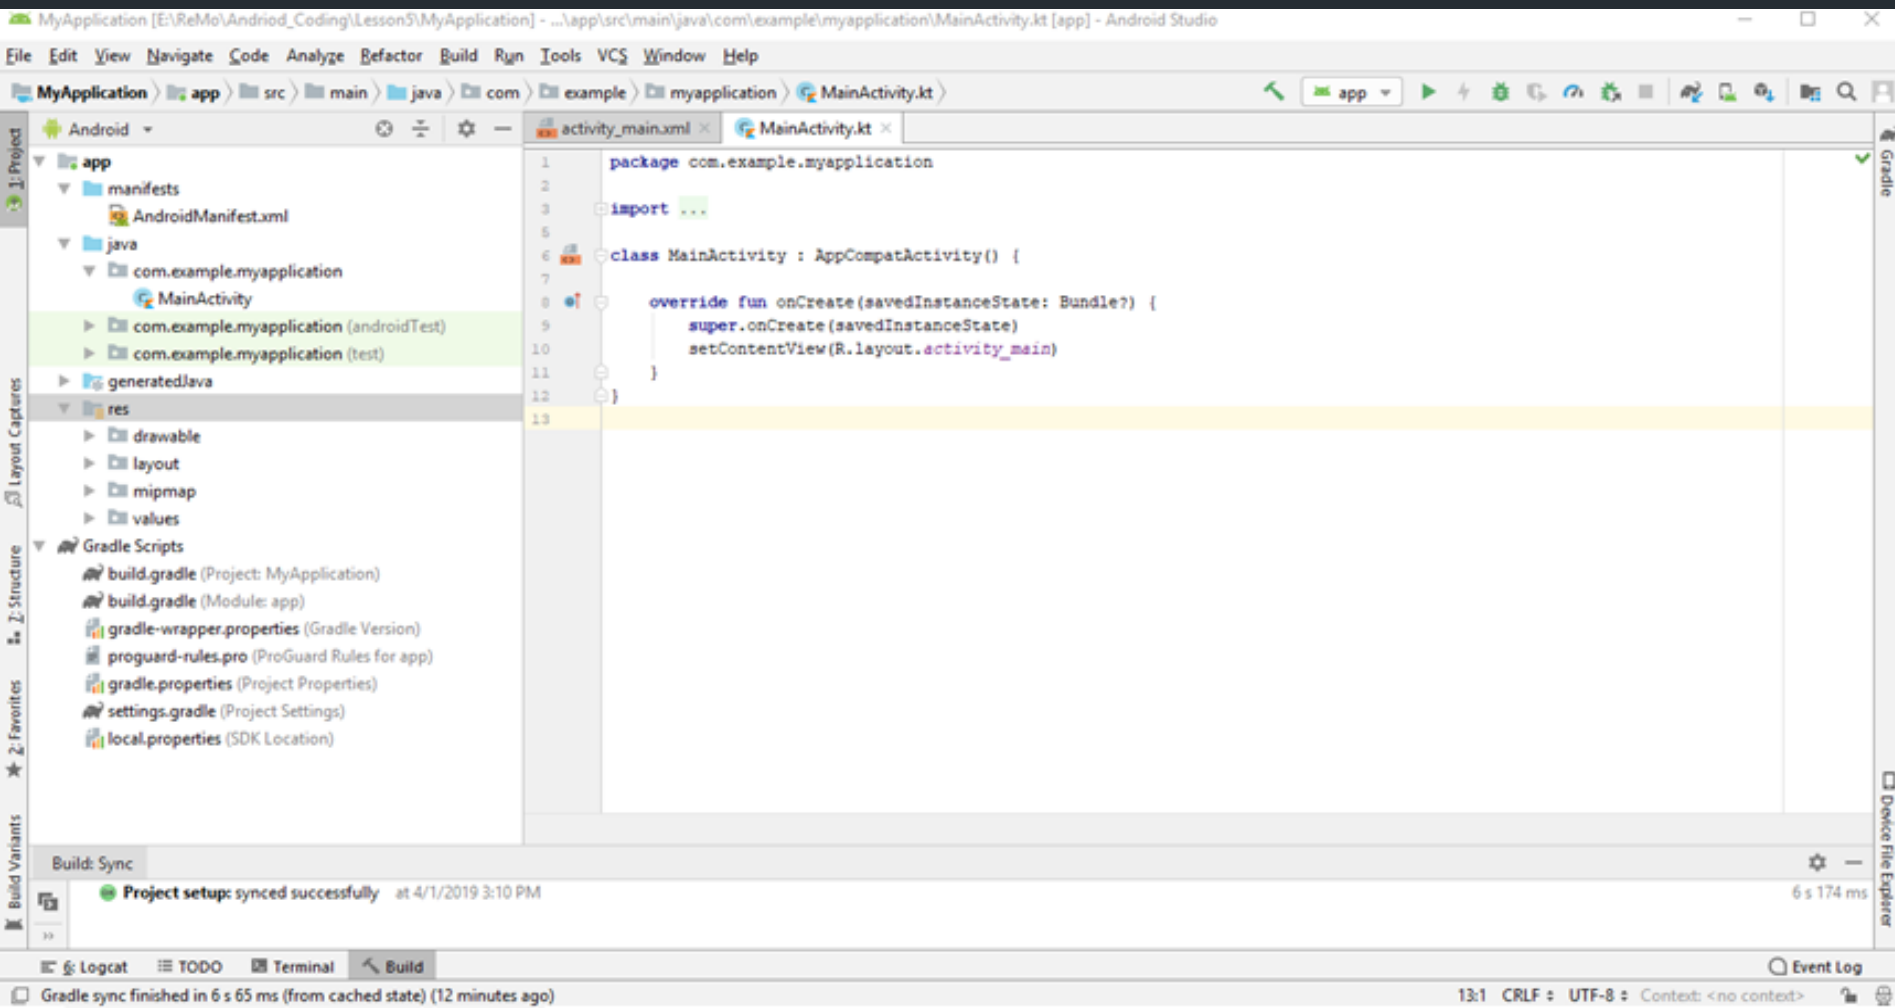 MyApplication [E:\ReMo\Andriod_Coding\Lesson5\MyApplication] - ...\app\src\main\java\com\example\myapplication\MainActivity.kt [app] - Android Studio
File Edit View Navigate Code Analyze Refactor Build Run Tools VCS Window Help
MyApplication app src main java com example myapplication MainActivity.kt app
1: Project
Layout Captures
Z: Structure
2: Favorites
Build Variants
Android
app
manifests
AndroidManifest.xml
java
com.example.myapplication
MainActivity
com.example.myapplication (androidTest)
com.example.myapplication (test)
generatedJava
res
drawable
layout
mipmap
values
Gradle Scripts
build.gradle (Project: MyApplication)
build.gradle (Module: app)
gradle-wrapper.properties (Gradle Version)
proguard-rules.pro (ProGuard Rules for app)
gradle.properties (Project Properties)
settings.gradle (Project Settings)
local.properties (SDK Location)
activity_main.xml MainActivity.kt
1 package com.example.myapplication
2
3 import ...
5
6 class MainActivity : AppCompatActivity() {
7
8 override fun onCreate(savedInstanceState: Bundle?) {
9 super.onCreate(savedInstanceState)
10 setContentView(R.layout.activity_main)
11 }
12 }
13
Gradle
Device File Explorer
Build: Sync
Project setup: synced successfully at 4/1/2019 3:10 PM 6 s 174 ms
6: Logcat TODO Terminal Build Event Log
Gradle sync finished in 6 s 65 ms (from cached state) (12 minutes ago) 13:1 CRLF UTF-8 Context: <no context>